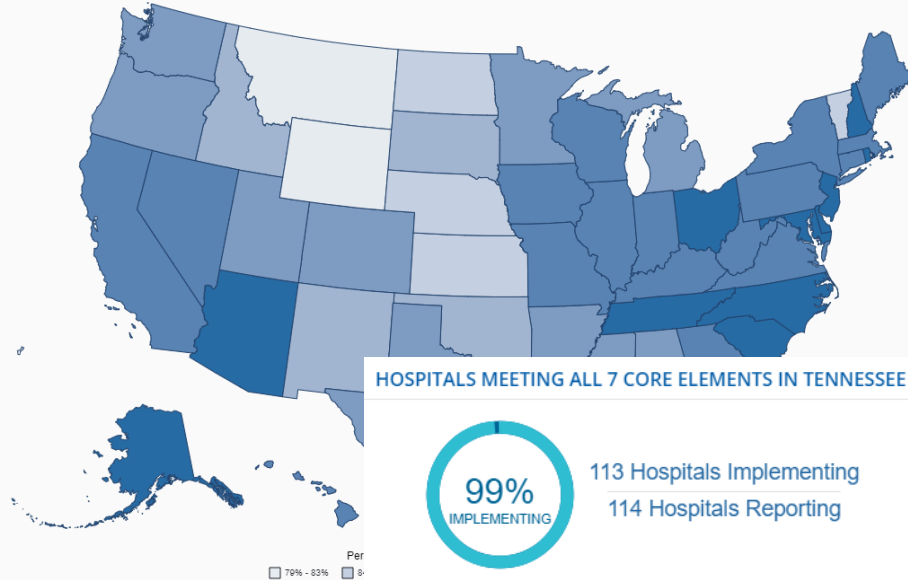 HOSPITALS MEETING ALL 7 CORE ELEMENTS IN TENNESSEE
99%
IMPLEMENTING
113 Hospitals Implementing
114 Hospitals Reporting
79% - 83%